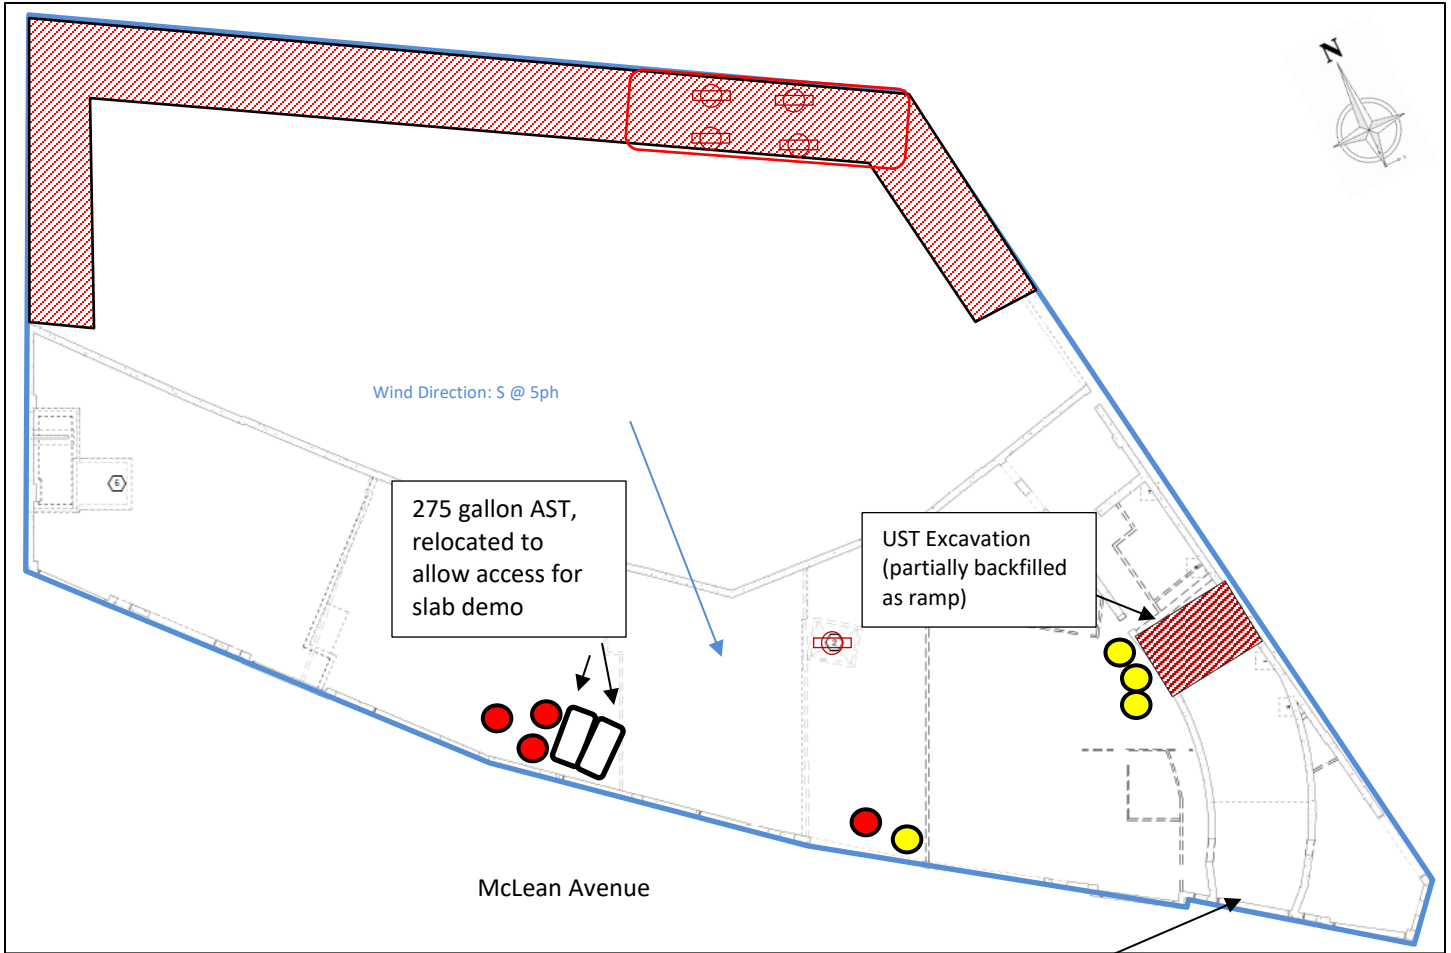 N
Wind Direction: S @ 5ph
6
275 gallon AST,
relocated to
allow access for
slab demo
UST Excavation
(partially backfilled
as ramp)
2
McLean Avenue